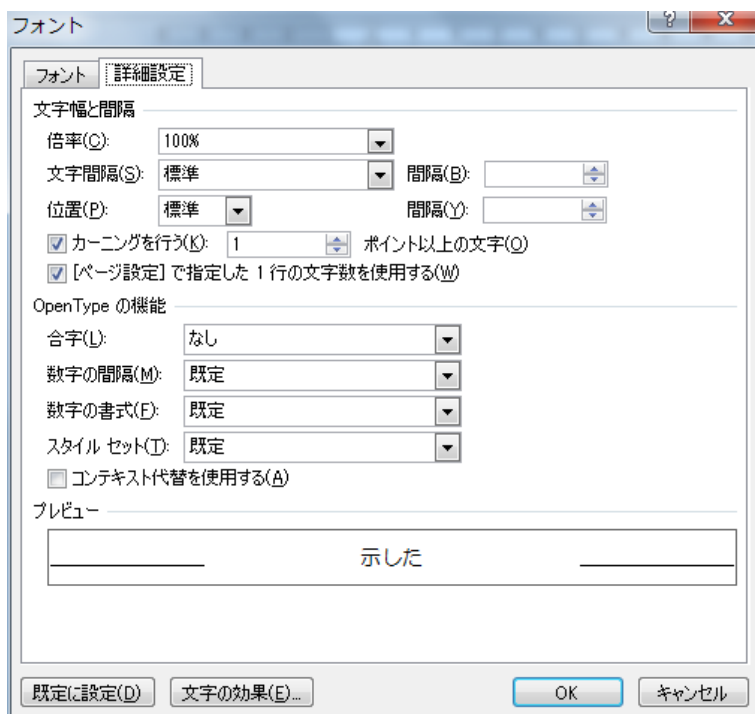 フォント
フォント 詳細設定
文字幅と間隔
倍率(C): 100%
文字間隔(S): 標準 間隔(B):
位置(P): 標準 間隔(Y):
カーニングを行う(K): 1 ポイント以上の文字(O)
[ページ設定] で指定した 1 行の文字数を使用する(W)
OpenType の機能
合字(L): なし
数字の間隔(M): 既定
数字の書式(F): 既定
スタイル セット(T): 既定
コンテキスト代替を使用する(A)
プレビュー
示した
既定に設定(D) 文字の効果(E)... OK キャンセル